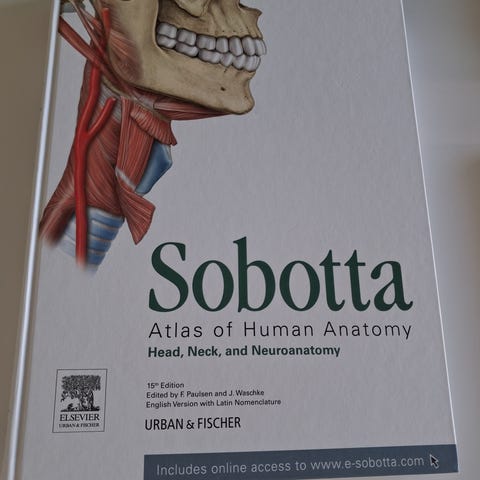 Sobotta
Atlas of Human Anatomy
Head, Neck, and Neuroanatomy
15th Edition
Edited by F. Paulsen and J. Waschke
English Version with Latin Nomenclature
URBAN & FISCHER
ELSEVIER
URBAN & FISCHER
Includes online access to www.e-sobotta.com